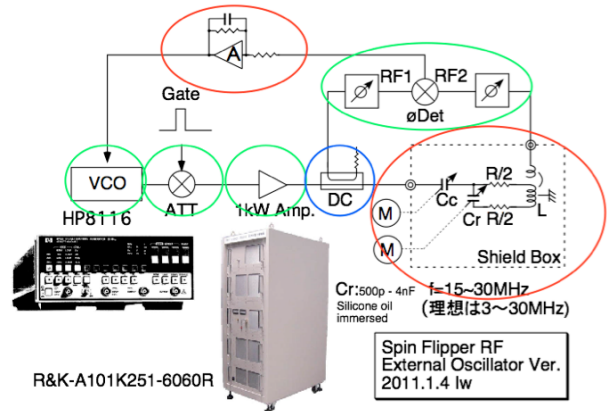 A
Gate
RF1
RF2
øDet
VCO
HP8116
ATT
1kW Amp.
DC
M
M
Cc
Cr
R/2
R/2
L
Shield Box
Cr:500p - 4nF
Silicone oil
immersed
f=15~30MHz
(理想は3〜30MHz)
R&K-A101K251-6060R
Spin Flipper RF
External Oscillator Ver.
2011.1.4 Iw